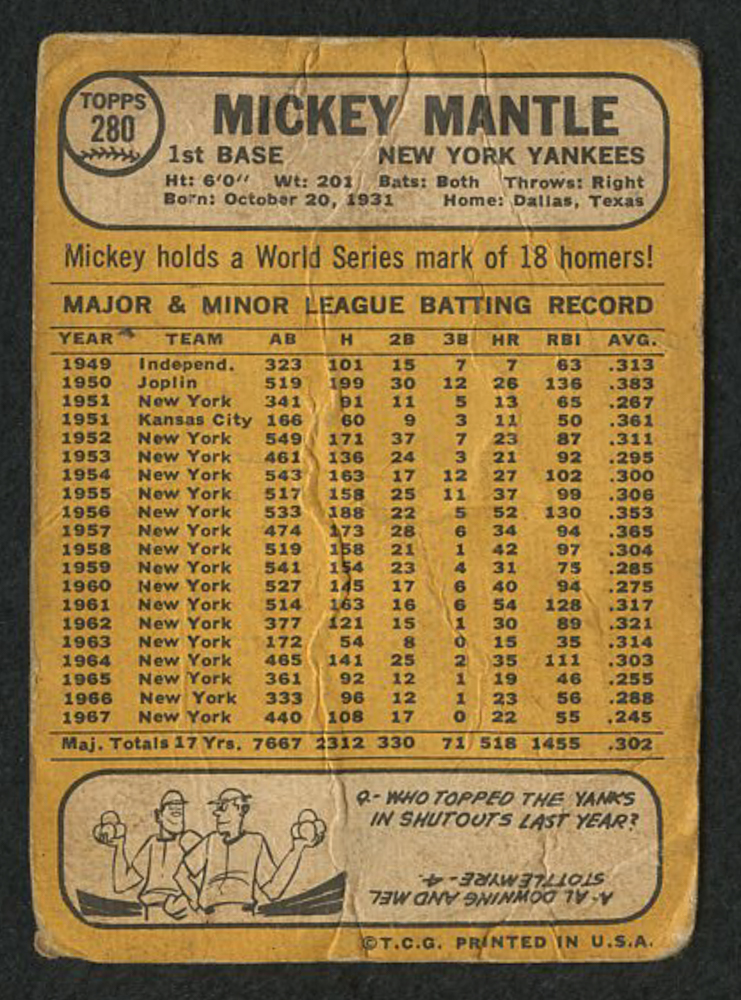 TOPPS
280
MICKEY MANTLE
1st BASE NEW YORK YANKEES
Ht: 6'0" Wt: 201 Bats: Both Throws: Right
Born: October 20, 1931 Home: Dallas, Texas
Mickey holds a World Series mark of 18 homers!
MAJOR & MINOR LEAGUE BATTING RECORD
YEAR TEAM AB H 2B 3B HR RBI AVG.
1949 Independ. 323 101 15 7 7 63 .313
1950 Joplin 519 199 30 12 26 136 .383
1951 New York 341 91 11 5 13 65 .267
1951 Kansas City 166 60 9 3 11 50 .361
1952 New York 549 171 37 7 23 87 .311
1953 New York 461 136 24 3 21 92 .295
1954 New York 543 163 17 12 27 102 .300
1955 New York 517 158 25 11 37 99 .306
1956 New York 533 188 22 5 52 130 .353
1957 New York 474 173 28 6 34 94 .365
1958 New York 519 158 21 1 42 97 .304
1959 New York 541 154 23 4 31 75 .285
1960 New York 527 145 17 6 40 94 .275
1961 New York 514 163 16 6 54 128 .317
1962 New York 377 121 15 1 30 89 .321
1963 New York 172 54 8 0 15 35 .314
1964 New York 465 141 25 2 35 111 .303
1965 New York 361 92 12 1 19 46 .255
1966 New York 333 96 12 1 23 56 .288
1967 New York 440 108 17 0 22 55 .245
Maj. Totals 17 Yrs. 7667 2312 330 71 518 1455 .302
Q.- WHO TOPPED THE YANKS
IN SHUTOUTS LAST YEAR?
A- AL DOWNING AND MEL
STOTTLEMYRE - 4.
©T.C.G. PRINTED IN U.S.A.